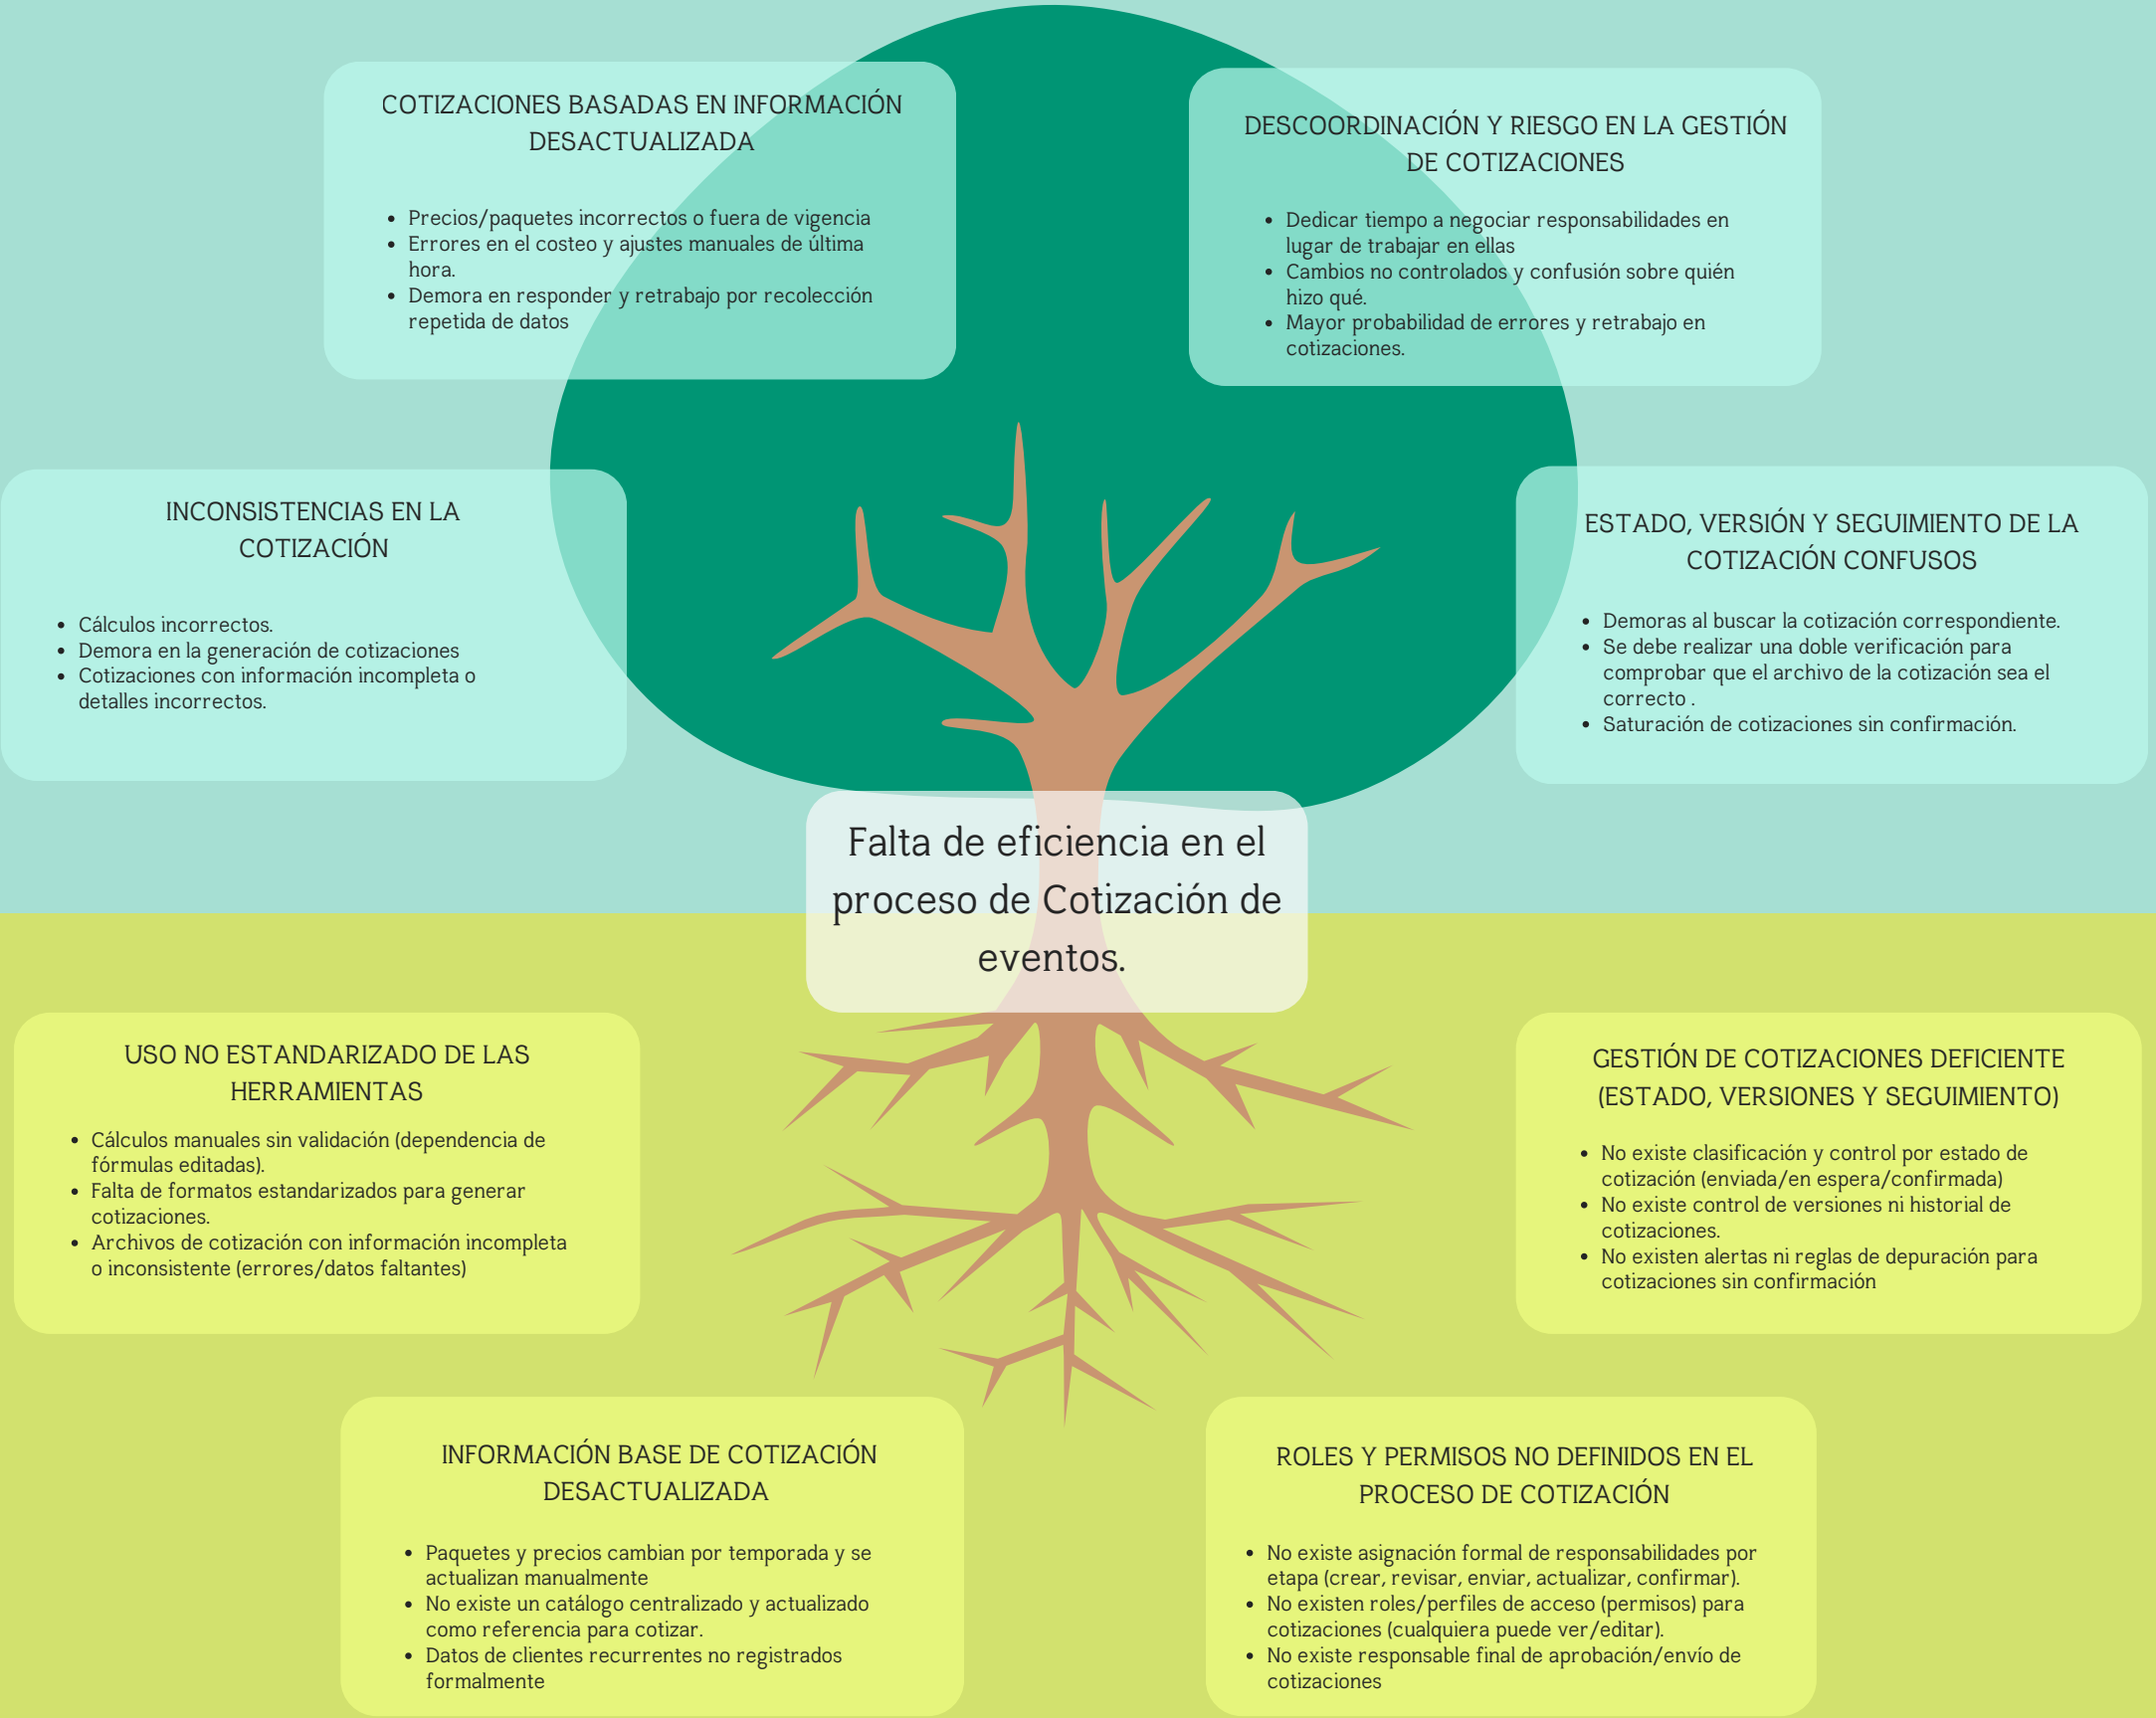 COTIZACIONES BASADAS EN INFORMACIÓN
DESACTUALIZADA
• Precios/paquetes incorrectos o fuera de vigencia
• Errores en el costeo y ajustes manuales de última
hora.
• Demora en responder y retrabajo por recolección
repetida de datos
DESCOORDINACIÓN Y RIESGO EN LA GESTIÓN
DE COTIZACIONES
• Dedicar tiempo a negociar responsabilidades en
lugar de trabajar en ellas
• Cambios no controlados y confusión sobre quién
hizo qué.
• Mayor probabilidad de errores y retrabajo en
cotizaciones.
INCONSISTENCIAS EN LA
COTIZACIÓN
• Cálculos incorrectos.
• Demora en la generación de cotizaciones
• Cotizaciones con información incompleta o
detalles incorrectos.
ESTADO, VERSIÓN Y SEGUIMIENTO DE LA
COTIZACIÓN CONFUSOS
• Demoras al buscar la cotización correspondiente.
• Se debe realizar una doble verificación para
comprobar que el archivo de la cotización sea el
correcto .
• Saturación de cotizaciones sin confirmación.
Falta de eficiencia en el
proceso de Cotización de
eventos.
USO NO ESTANDARIZADO DE LAS
HERRAMIENTAS
• Cálculos manuales sin validación (dependencia de
fórmulas editadas).
• Falta de formatos estandarizados para generar
cotizaciones.
• Archivos de cotización con información incompleta
o inconsistente (errores/datos faltantes)
GESTIÓN DE COTIZACIONES DEFICIENTE
(ESTADO, VERSIONES Y SEGUIMIENTO)
• No existe clasificación y control por estado de
cotización (enviada/en espera/confirmada)
• No existe control de versiones ni historial de
cotizaciones.
• No existen alertas ni reglas de depuración para
cotizaciones sin confirmación
INFORMACIÓN BASE DE COTIZACIÓN
DESACTUALIZADA
• Paquetes y precios cambian por temporada y se
actualizan manualmente
• No existe un catálogo centralizado y actualizado
como referencia para cotizar.
• Datos de clientes recurrentes no registrados
formalmente
ROLES Y PERMISOS NO DEFINIDOS EN EL
PROCESO DE COTIZACIÓN
• No existe asignación formal de responsabilidades por
etapa (crear, revisar, enviar, actualizar, confirmar).
• No existen roles/perfiles de acceso (permisos) para
cotizaciones (cualquiera puede ver/editar).
• No existe responsable final de aprobación/envío de
cotizaciones